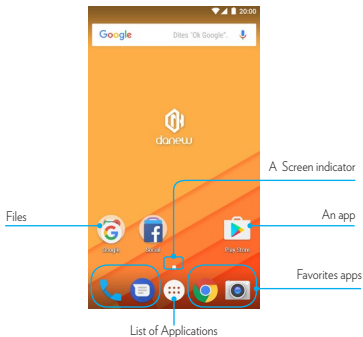 20:00
Google Dites "Ok Google".
danew
A Screen indicator
Files
An app
Google Social Play Store
Favorites apps
List of Applications